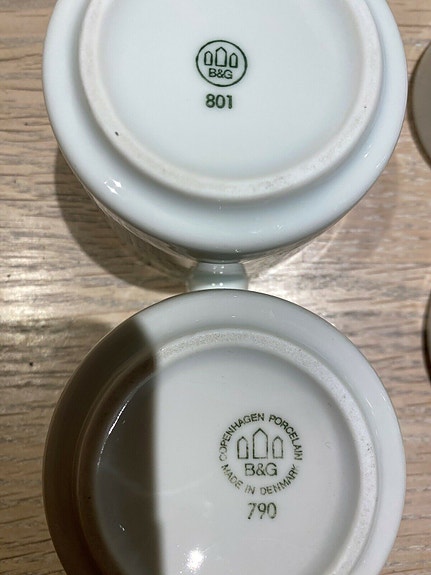 B&G
801
COPENHAGEN PORCELAIN
B&G
MADE IN DENMARK
790